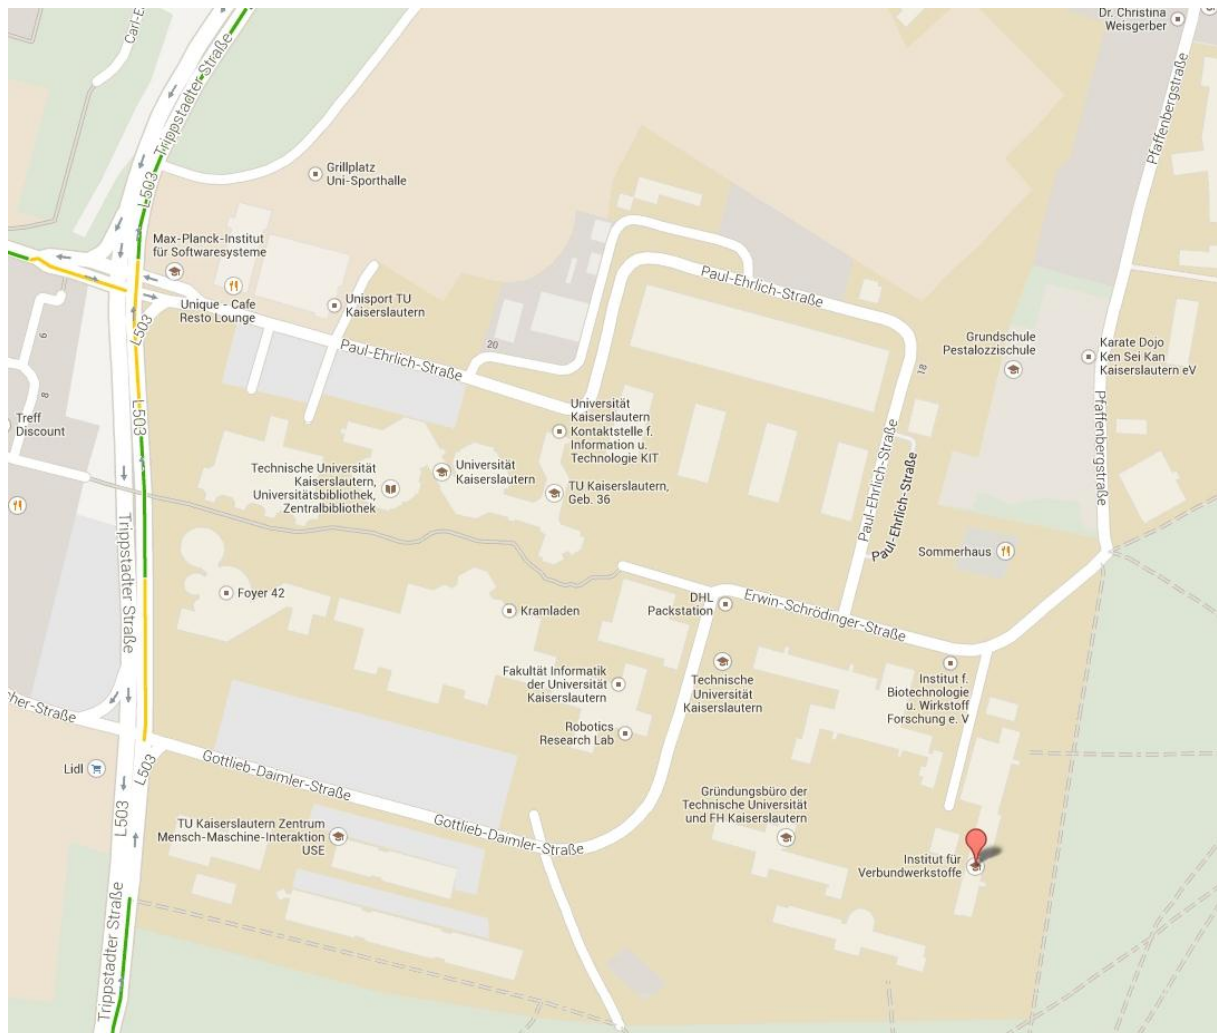 Dr. Christina
Weisgerber
Carl-E
Trippstadter Straße
Pfaffenbergstraße
Grillplatz
Uni-Sporthalle
L503
Max-Planck-Institut
für Softwaresysteme
Unique - Cafe
Resto Lounge
Unisport TU
Kaiserslautern
Paul-Ehrlich-Straße
L503
20
Paul-Ehrlich-Straße
Grundschule
Pestalozzischule
Karate Dojo
Ken Sei Kan
Kaiserslautern eV
6
8
18
Treff
Discount
L503
Universität
Kaiserslautern
Kontaktstelle f.
Information u.
Technologie KIT
Pfaffenbergstraße
Technische Universität
Kaiserslautern,
Universitätsbibliothek,
Zentralbibliothek
Universität
Kaiserslautern
TU Kaiserslautern,
Geb. 36
Paul-Ehrlich-Straße
Paul-Ehrlich-Straße
Trippstadter Straße
Sommerhaus
Foyer 42
Kramladen
DHL
Packstation
Erwin-Schrödinger-Straße
Fakultät Informatik
der Universität
Kaiserslautern
Technische
Universität
Kaiserslautern
Institut f.
Biotechnologie
u. Wirkstoff
Forschung e. V
cher-Straße
Robotics
Research Lab
Lidl
L503
Gottlieb-Daimler-Straße
L503
Gottlieb-Daimler-Straße
Gründungsbüro der
Technische Universität
und FH Kaiserslautern
TU Kaiserslautern Zentrum
Mensch-Maschine-Interaktion
USE
Institut für
Verbundwerkstoffe
Trippstadter Straße